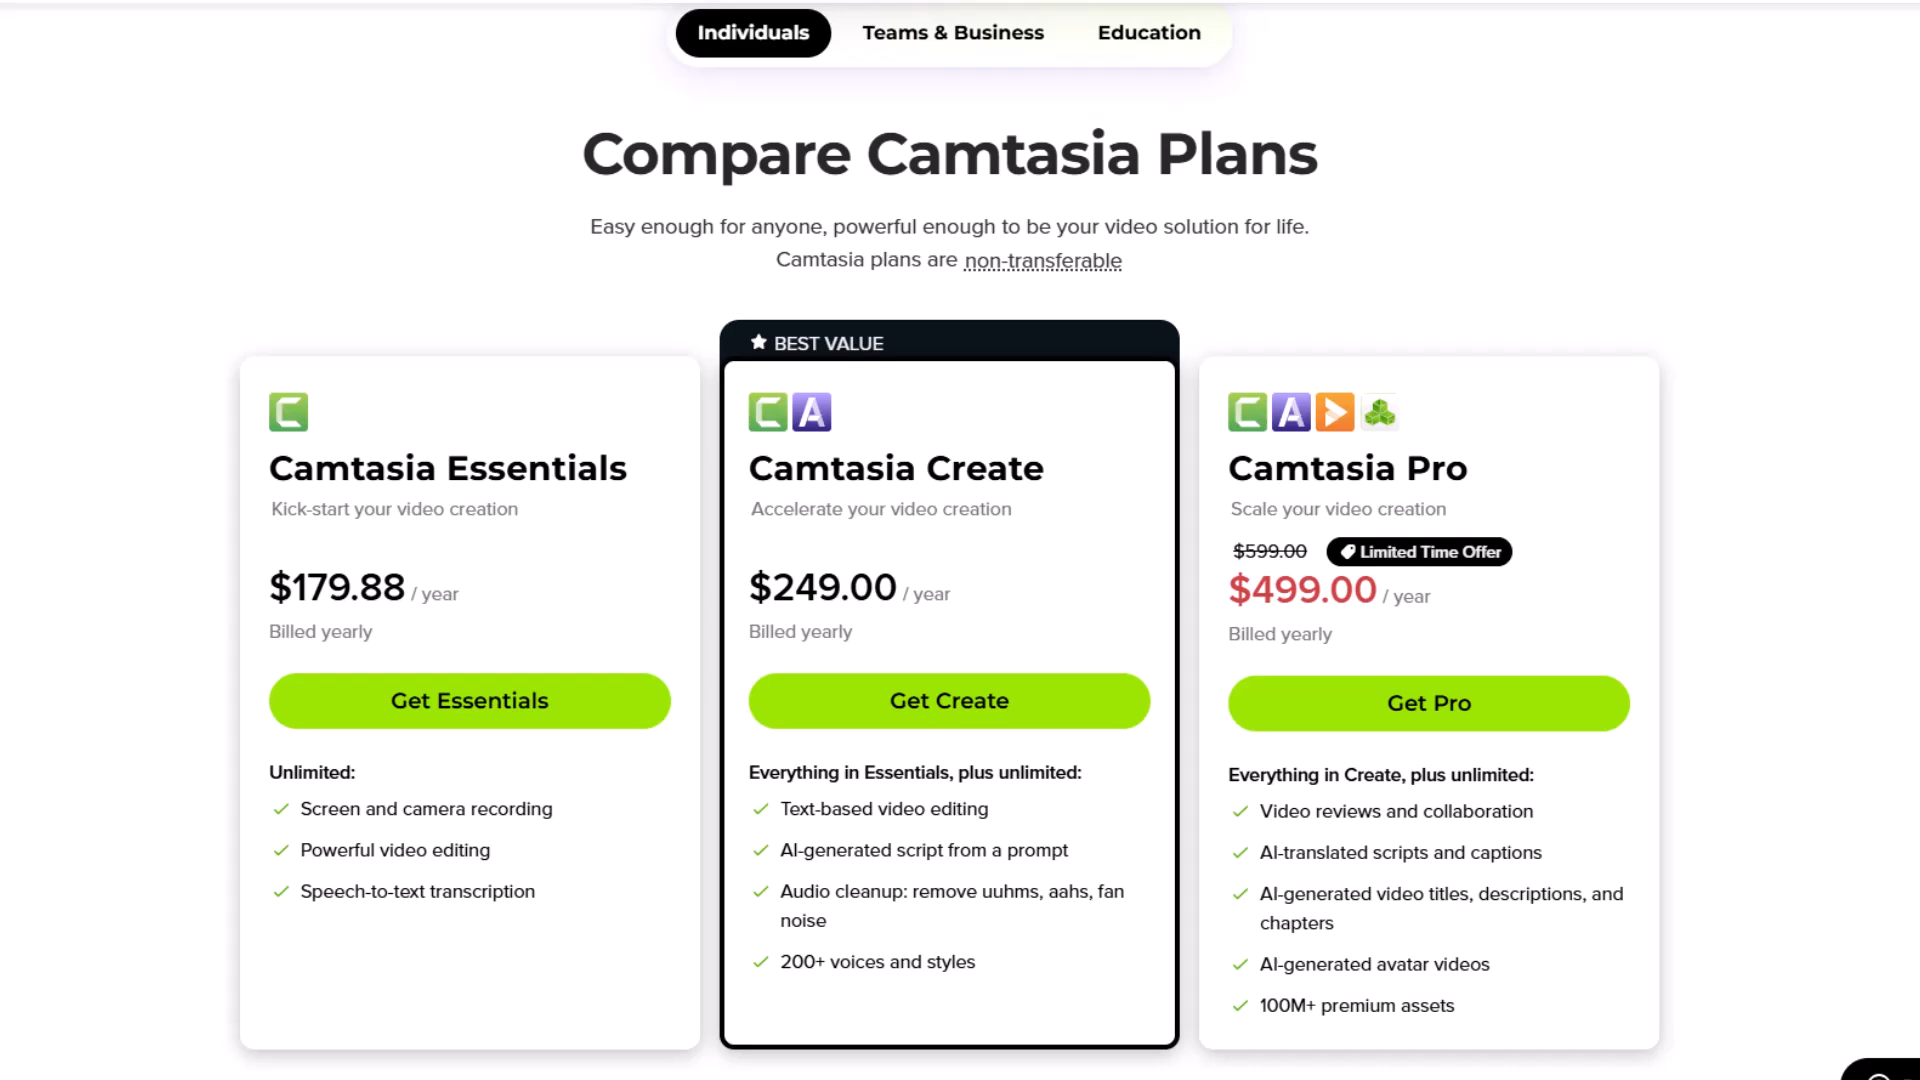 Individuals
Teams & Business
Education
Compare Camtasia Plans
Easy enough for anyone, powerful enough to be your video solution for life.
Camtasia plans are non-transferable
BEST VALUE
Camtasia Essentials
Kick-start your video creation
$179.88 / year
Billed yearly
Get Essentials
Unlimited:
Screen and camera recording
Powerful video editing
Speech-to-text transcription
Camtasia Create
Accelerate your video creation
$249.00 / year
Billed yearly
Get Create
Everything in Essentials, plus unlimited:
Text-based video editing
AI-generated script from a prompt
Audio cleanup: remove uuhms, aahs, fan
noise
200+ voices and styles
Camtasia Pro
Scale your video creation
$599.00 Limited Time Offer
$499.00 / year
Billed yearly
Get Pro
Everything in Create, plus unlimited:
Video reviews and collaboration
AI-translated scripts and captions
AI-generated video titles, descriptions, and
chapters
AI-generated avatar videos
100M+ premium assets